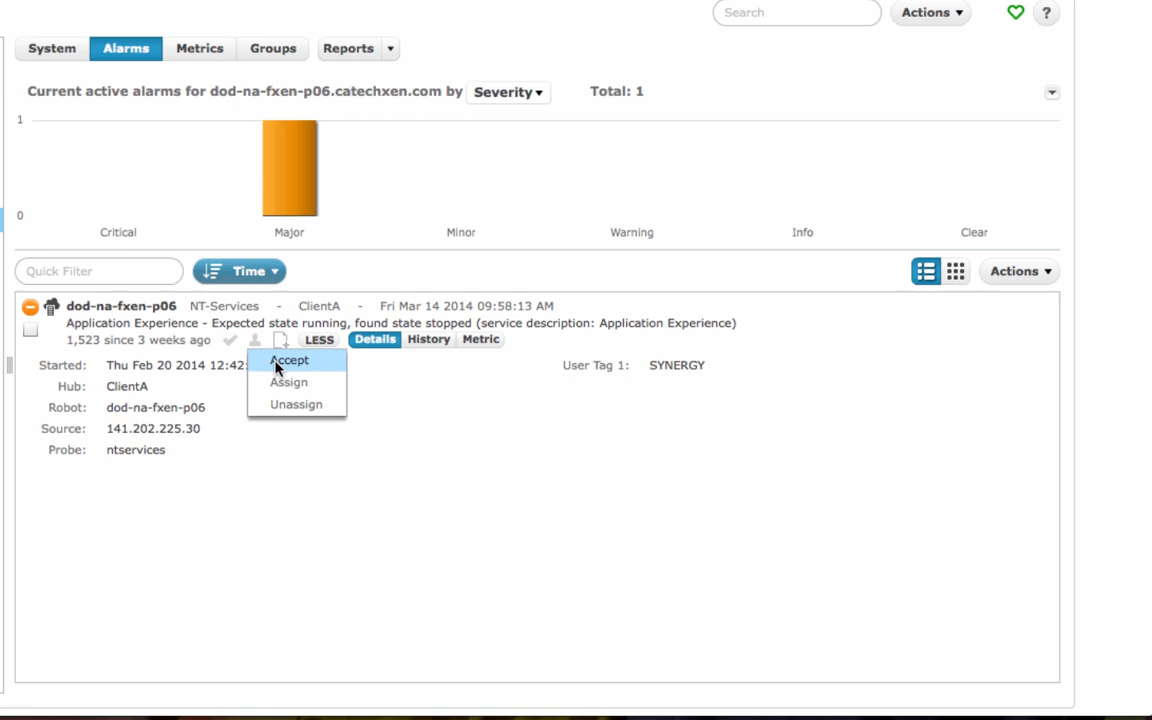 Search Actions ▾ ?
System Alarms Metrics Groups Reports ▾
Current active alarms for dod-na-fxen-p06.catechxen.com by Severity▾ Total: 1
1
0
Critical Major Minor Warning Info Clear
Quick Filter Time ▾ Actions ▾
dod-na-fxen-p06 NT-Services - ClientA - Fri Mar 14 2014 09:58:13 AM
Application Experience - Expected state running, found state stopped (service description: Application Experience)
1,523 since 3 weeks ago LESS Details History Metric
Accept
Assign
Unassign
Started: Thu Feb 20 2014 12:42: User Tag 1: SYNERGY
Hub: ClientA
Robot: dod-na-fxen-p06
Source: 141.202.225.30
Probe: ntservices